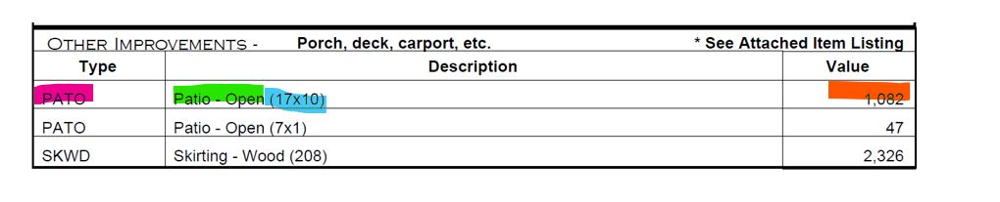 OTHER IMPROVEMENTS - Porch, deck, carport, etc. * See Attached Item Listing
Type Description Value
PATO Patio - Open (17x10) 1,082
PATO Patio - Open (7x1) 47
SKWD Skirting - Wood (208) 2,326